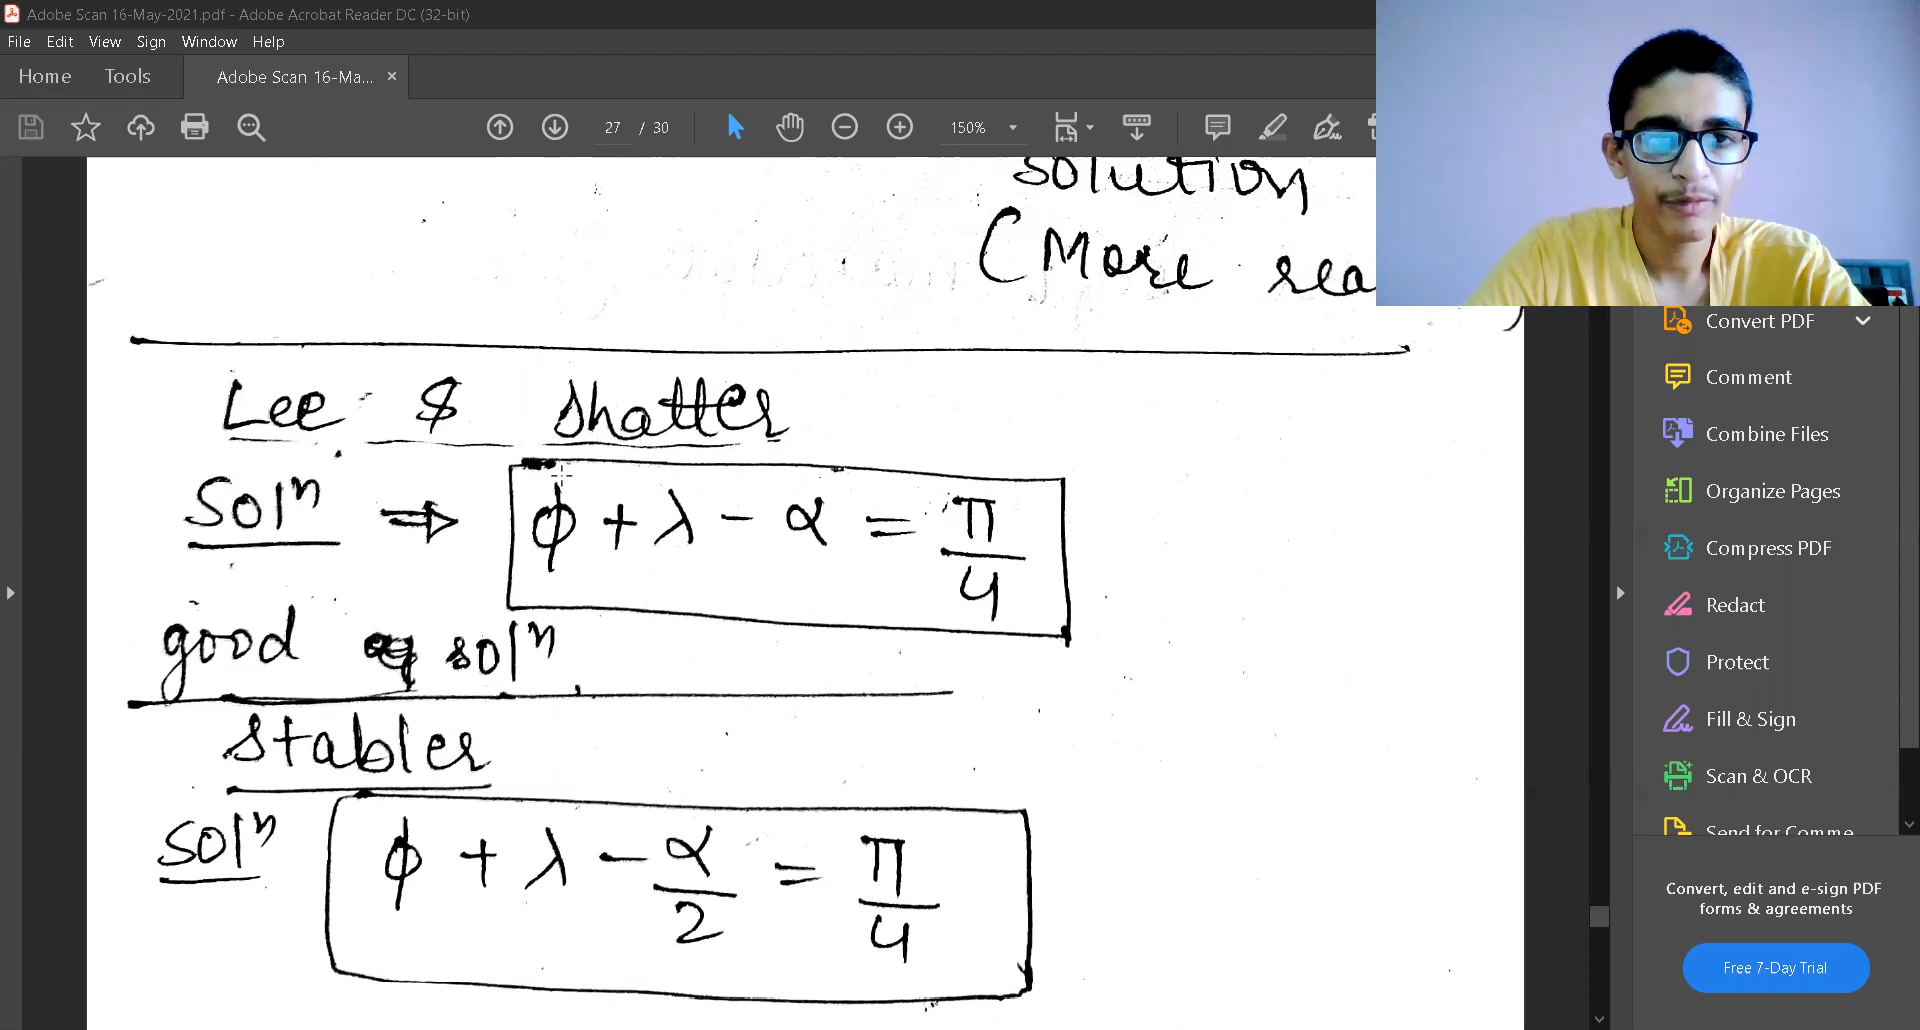 Adobe Scan 16-May-2021.pdf - Adobe Acrobat Reader DC (32-bit)
File Edit View Sign Window Help
Home Tools Adobe Scan 16-Ma... ×
27 / 30 150%
solution
(More rea
Lee & Shatter
Solⁿ ⇒ ϕ + λ - α = π/4
good solⁿ
Stabler
Solⁿ ϕ + λ - α/2 = π/4
Convert PDF
Comment
Combine Files
Organize Pages
Compress PDF
Redact
Protect
Fill & Sign
Scan & OCR
Send for Comme
Convert, edit and e-sign PDF
forms & agreements
Free 7-Day Trial